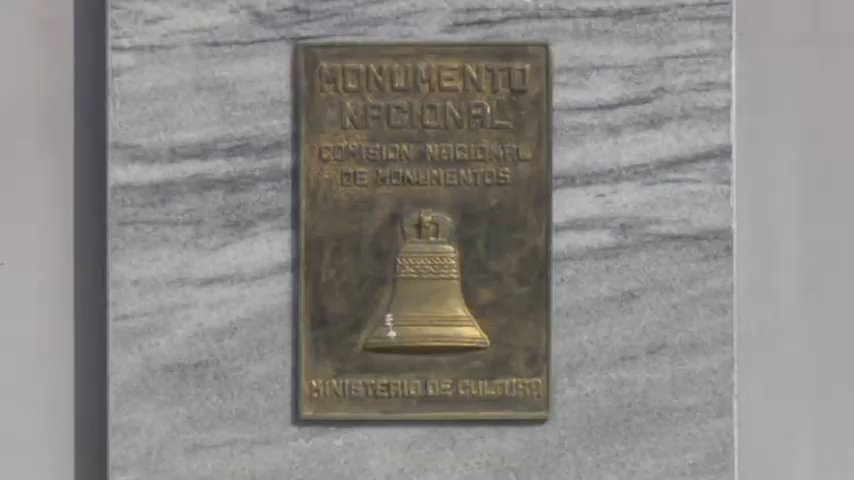 MONUMENTO
NACIONAL
COMISION NACIONAL
DE MONUMENTOS
MINISTERIO DE CULTURA